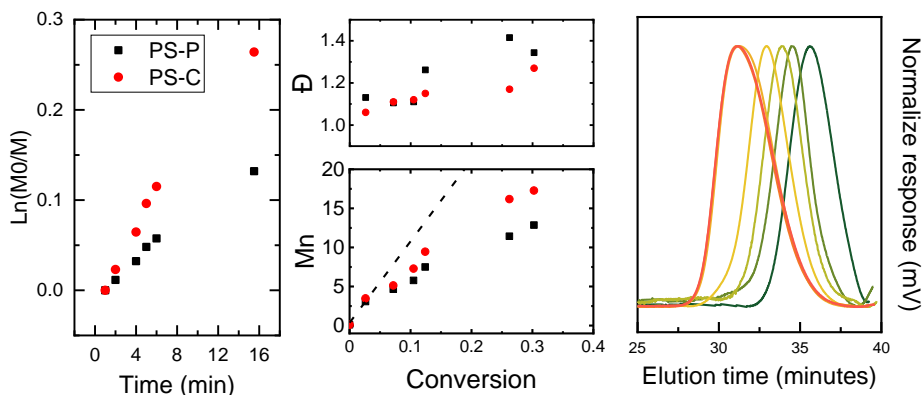 Ln(M0/M)
0.3
0.2
0.1
0.0
PS-P
PS-C
0
4
8
12
16
Time (min)
Đ
1.4
1.2
1.0
Mn
20
15
10
5
0
0
0.1
0.2
0.3
0.4
Conversion
25
30
35
40
Elution time (minutes)
Normalize response (mV)